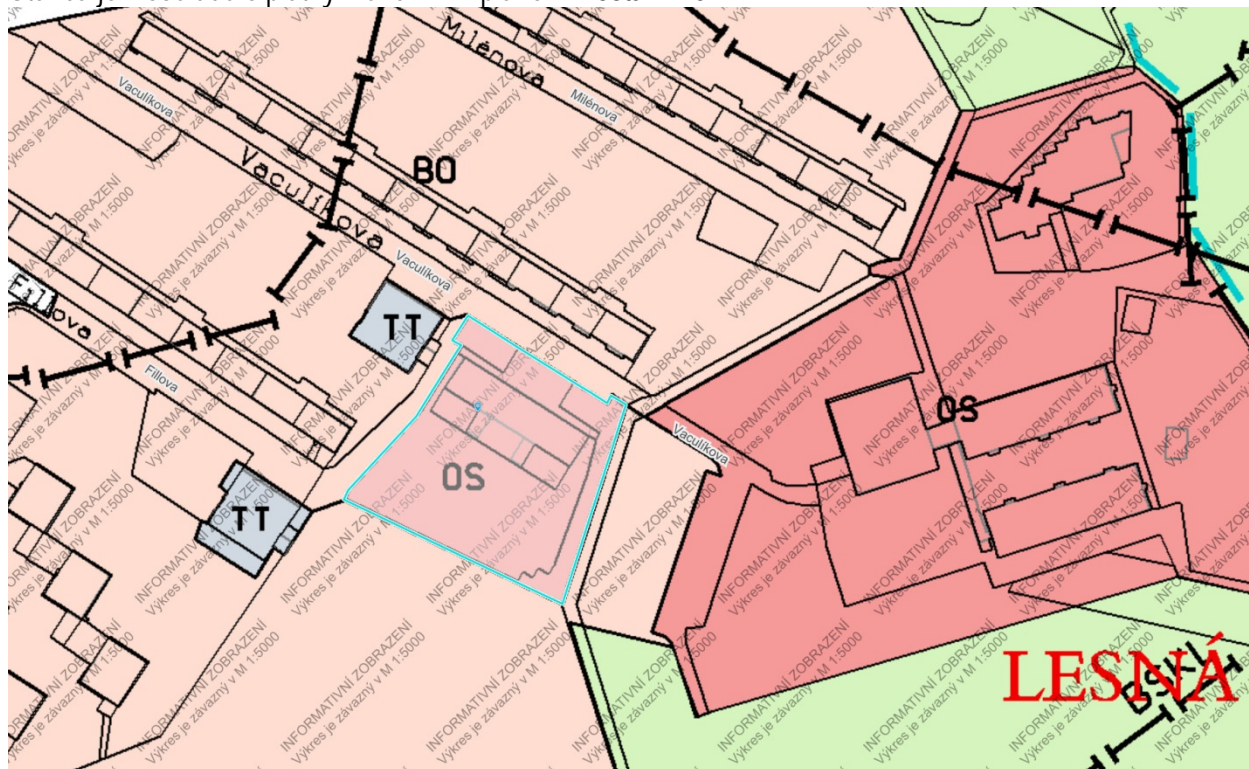 Milénova
Milénova
Vaculíkova
Vaculíkova
BO
Vaculíkova
TT
Fillova
OS
OS
Vaculíkova
TT
LESNÁ
INFORMATIVNÍ ZOBRAZENÍ
Výkres je závazný v M 1:5000